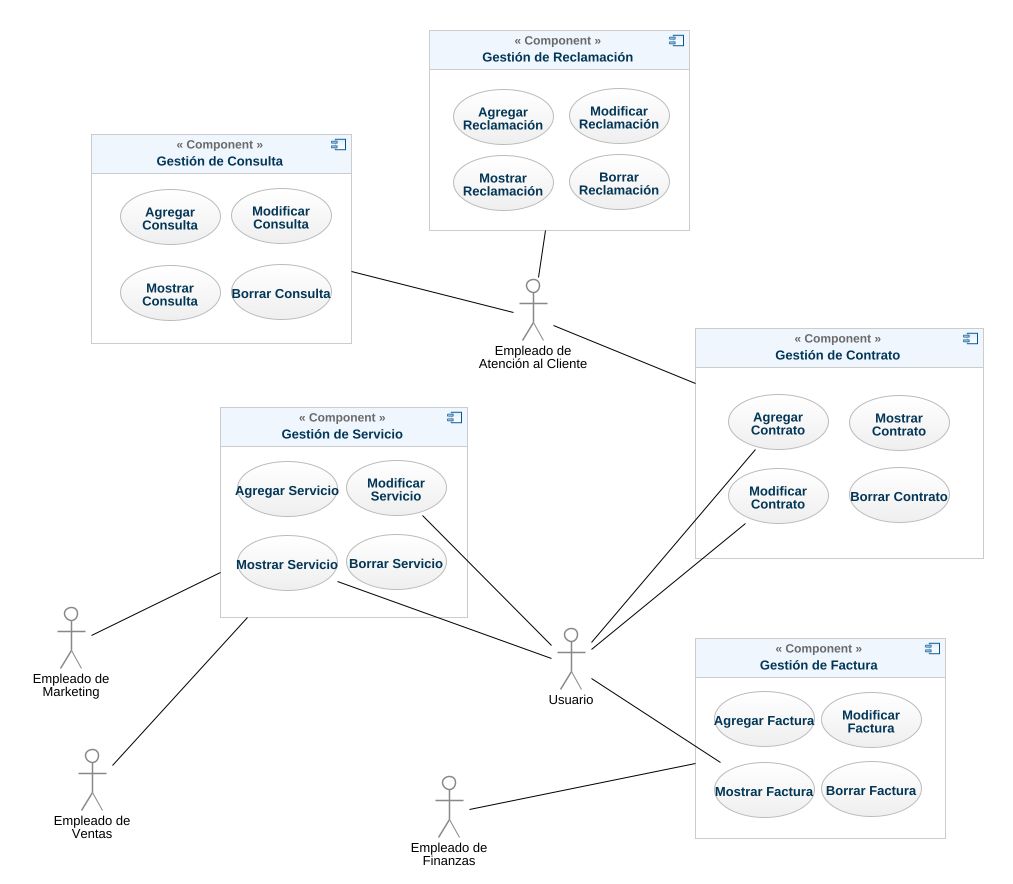 « Component »
Gestión de Reclamación
Agregar
Reclamación
Modificar
Reclamación
Mostrar
Reclamación
Borrar
Reclamación
« Component »
Gestión de Consulta
Agregar
Consulta
Modificar
Consulta
Mostrar
Consulta
Borrar Consulta
Empleado de
Atención al Cliente
« Component »
Gestión de Contrato
Agregar
Contrato
Mostrar
Contrato
Modificar
Contrato
Borrar Contrato
« Component »
Gestión de Servicio
Agregar Servicio
Modificar
Servicio
Mostrar Servicio
Borrar Servicio
Empleado de
Marketing
Usuario
« Component »
Gestión de Factura
Agregar Factura
Modificar
Factura
Mostrar Factura
Borrar Factura
Empleado de
Ventas
Empleado de
Finanzas